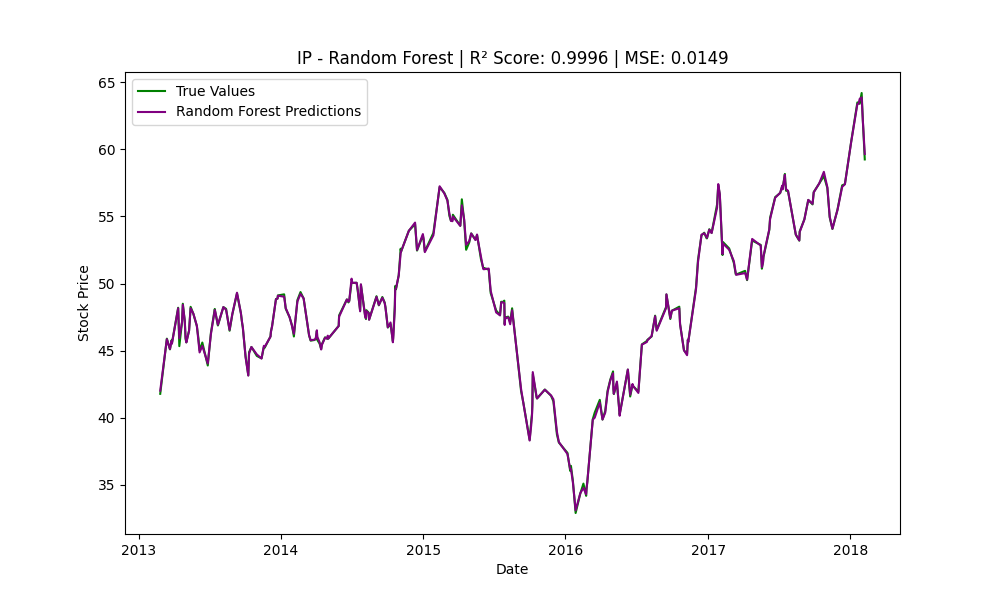 IP - Random Forest | R² Score: 0.9996 | MSE: 0.0149
True Values
Random Forest Predictions
65
60
55
50
45
40
35
Stock Price
2013 2014 2015 2016 2017 2018
Date